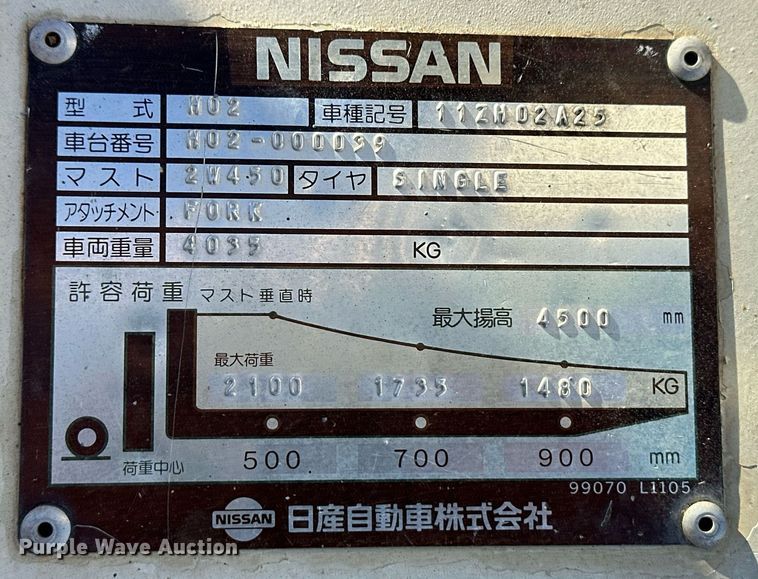 NISSAN
型式 H02 車種記号 11ZH02A25
車台番号 H02-000099
マスト 2W450 タイヤ SINGLE
アタッチメント FORK
車両重量 4035 KG
許容荷重 マスト垂直時
最大揚高 4500 mm
最大荷重
2100 1735 1480 KG
荷重中心 500 700 900 mm
99070 L1105
NISSAN 日産自動車株式会社
Purple Wave Auction